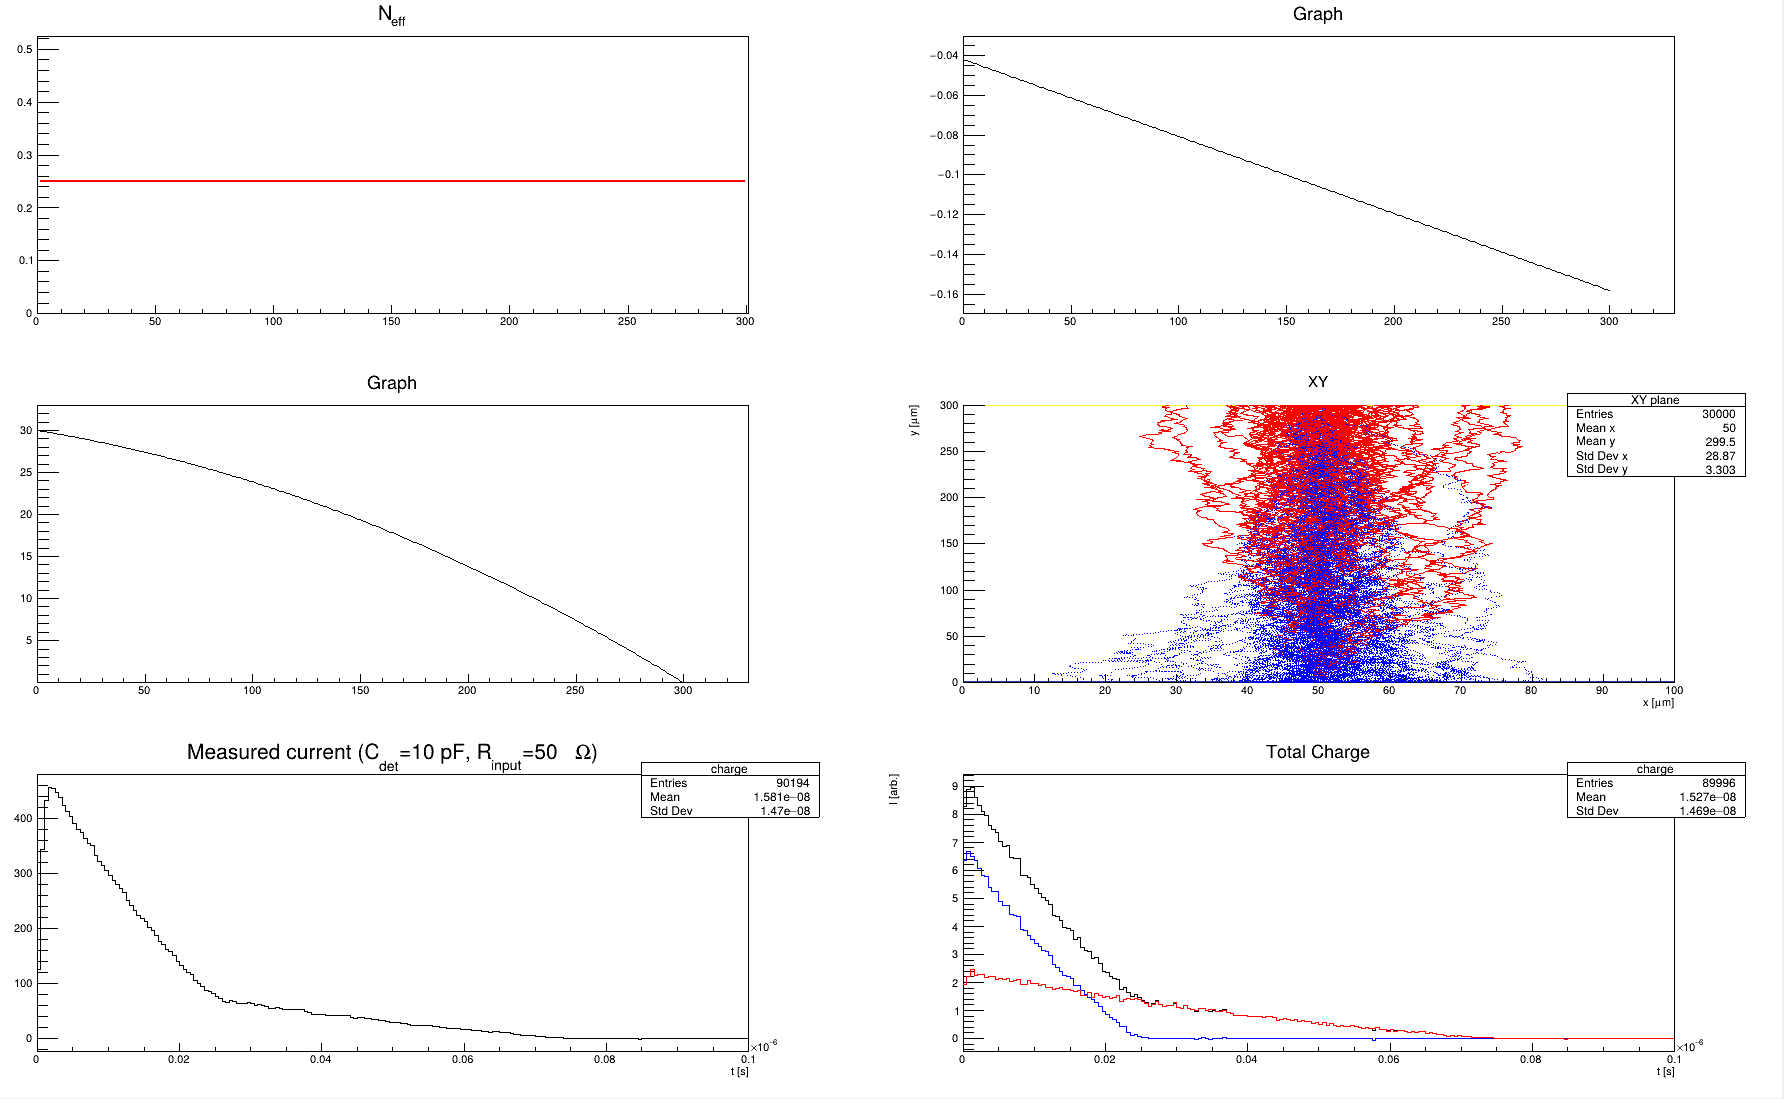 N_eff
0.5
0.4
0.3
0.2
0.1
0
0 50 100 150 200 250 300
Graph
−0.04
−0.06
−0.08
−0.1
−0.12
−0.14
−0.16
0 50 100 150 200 250 300
Graph
30
25
20
15
10
5
0 50 100 150 200 250 300
XY
y [μm]
300
250
200
150
100
50
0
0 10 20 30 40 50 60 70 80 90 100
x [μm]
XY plane
Entries 30000
Mean x 50
Mean y 299.5
Std Dev x 28.87
Std Dev y 3.303
Measured current (C_det=10 pF, R_input=50 Ω)
charge
Entries 90194
Mean 1.581e−08
Std Dev 1.47e−08
400
300
200
100
0
0 0.02 0.04 0.06 0.08 0.1
×10⁻⁶
t [s]
Total Charge
I [arb.]
charge
Entries 89996
Mean 1.527e−08
Std Dev 1.469e−08
9
8
7
6
5
4
3
2
1
0
0 0.02 0.04 0.06 0.08 0.1
×10⁻⁶
t [s]